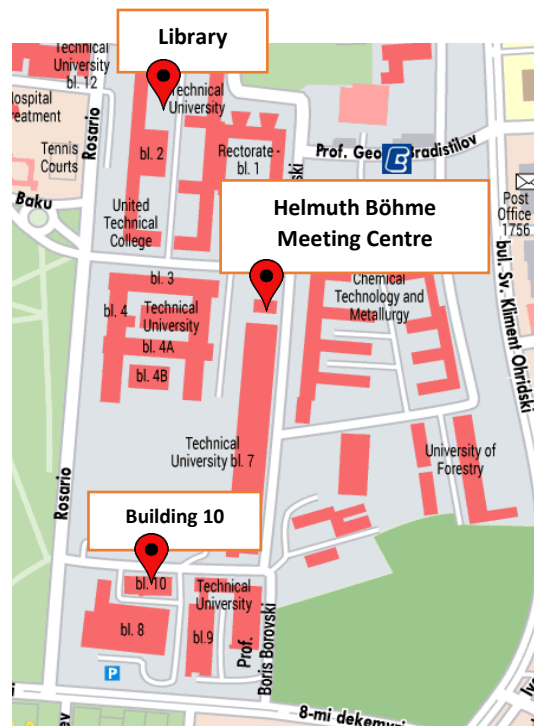 Library
Technical
University
bl. 12
Technical
University
Hospital
Treatment
Tennis
Courts
Rosario
bl. 2
Rectorate -
bl. 1
Prof. Geo
Bradistilov
Baku
United
Technical
College
Helmuth Böhme
Meeting Centre
Post
Office
1756
bul. Sv. Kliment Ohridski
bl. 3
bl. 4
Technical
University
bl. 4A
bl. 4B
Chemical
Technology and
Metallurgy
Technical
University bl. 7
University of
Forestry
Rosario
Building 10
bl. 10
Technical
University
bl. 8
bl.9
Prof.
Boris Borovski
P
8-mi dekemvri